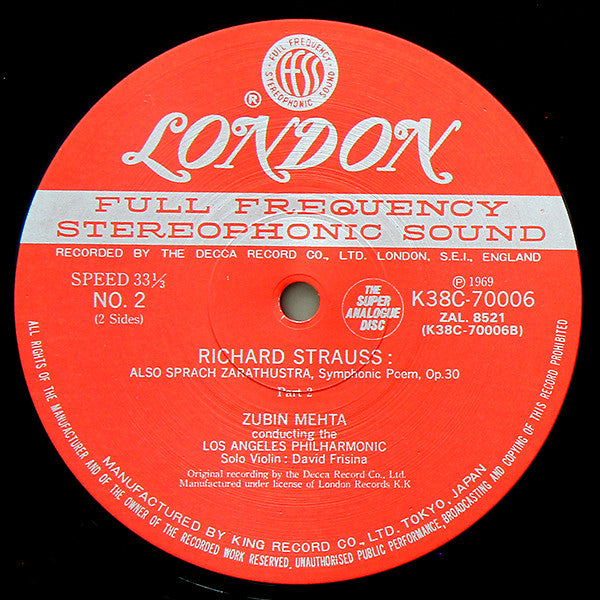 FULL FREQUENCY
ffss
STEREOPHONIC SOUND
®
LONDON
FULL FREQUENCY
STEREOPHONIC SOUND
RECORDED BY THE DECCA RECORD CO., LTD. LONDON, S.E.I., ENGLAND
SPEED 33⅓
NO. 2
(2 Sides)
THE
SUPER
ANALOGUE
DISC
℗ 1969
K38C-70006
ZAL. 8521
(K38C-70006B)
RICHARD STRAUSS:
ALSO SPRACH ZARATHUSTRA, Symphonic Poem, Op.30
Part 2
ZUBIN MEHTA
conducting the
LOS ANGELES PHILHARMONIC
Solo Violin: David Frisina
Original recording by the Decca Record Co., Ltd.
Manufactured under license of London Records K.K
MANUFACTURED BY KING RECORD CO., LTD. TOKYO, JAPAN
ALL RIGHTS OF THE MANUFACTURER AND OF THE OWNER OF THE RECORDED WORK RESERVED. UNAUTHORISED PUBLIC PERFORMANCE, BROADCASTING AND COPYING OF THIS RECORD PROHIBITED